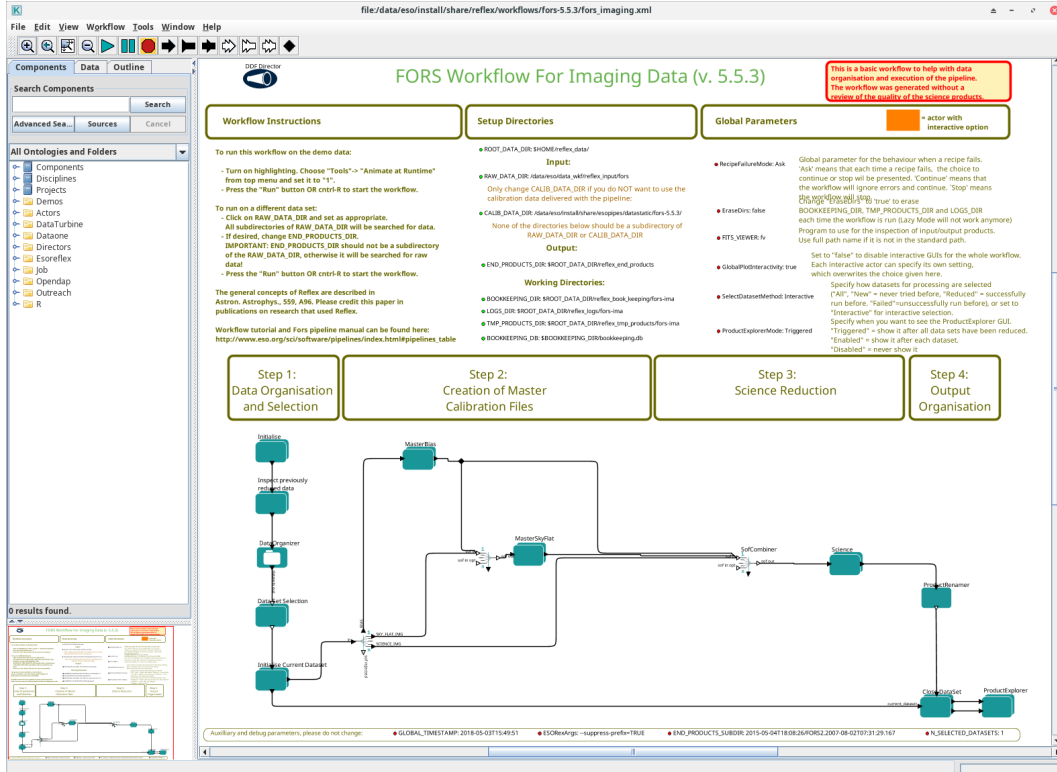 file:/data/eso/install/share/reflex/workflows/fors-5.5.3/fors_imaging.xml
File Edit View Workflow Tools Window Help
Components Data Outline
Search Components
Search
Advanced Sea... Sources Cancel
All Ontologies and Folders
Components
Disciplines
Projects
Demos
Actors
DataTurbine
Dataone
Directors
Esoreflex
Job
Opendap
Outreach
R
0 results found.
DDF Director
FORS Workflow For Imaging Data (v. 5.5.3)
This is a basic workflow to help with data
organisation and execution of the pipeline.
The workflow was generated without a
review of the quality of the science products.
Workflow Instructions
Setup Directories
Global Parameters
= actor with
interactive option
To run this workflow on the demo data:
- Turn on highlighting. Choose "Tools"-> "Animate at Runtime"
from top menu and set it to "1".
- Press the "Run" button OR cntrl-R to start the workflow.
To run on a different data set:
- Click on RAW_DATA_DIR and set as appropriate.
All subdirectories of RAW_DATA_DIR will be searched for data.
- If desired, change END_PRODUCTS_DIR.
IMPORTANT: END_PRODUCTS_DIR should not be a subdirectory
of the RAW_DATA_DIR, otherwise it will be searched for raw
data!
- Press the "Run" button OR cntrl-R to start the workflow.
The general concepts of Reflex are described in
Astron. Astrophys., 559, A96. Please credit this paper in
publications on research that used Reflex.
Workflow tutorial and Fors pipeline manual can be found here:
http://www.eso.org/sci/software/pipelines/index.html#pipelines_table
ROOT_DATA_DIR: $HOME/reflex_data/
Input:
RAW_DATA_DIR: /data/eso/data_wkf/reflex_input/fors
Only change CALIB_DATA_DIR if you do NOT want to use the
calibration data delivered with the pipeline:
CALIB_DATA_DIR: /data/eso/install/share/esopipes/datastatic/fors-5.5.3/
None of the directories below should be a subdirectory of
RAW_DATA_DIR or CALIB_DATA_DIR
Output:
END_PRODUCTS_DIR: $ROOT_DATA_DIR/reflex_end_products
Working Directories:
BOOKKEEPING_DIR: $ROOT_DATA_DIR/reflex_book_keeping/fors-ima
LOGS_DIR: $ROOT_DATA_DIR/reflex_logs/fors-ima
TMP_PRODUCTS_DIR: $ROOT_DATA_DIR/reflex_tmp_products/fors-ima
BOOKKEEPING_DB: $BOOKKEEPING_DIR/bookkeeping.db
RecipeFailureMode: Ask
Global parameter for the behaviour when a recipe fails.
'Ask' means that each time a recipe fails, the choice to
continue or stop wil be presented. 'Continue' means that
the workflow will ignore errors and continue. 'Stop' means
the workflow will stop.
EraseDirs: false
Change "EraseDirs" to 'true' to erase
BOOKKEEPING_DIR, TMP_PRODUCTS_DIR and LOGS_DIR
each time the workflow is run (Lazy Mode will not work anymore)
FITS_VIEWER: fv
Program to use for the inspection of input/output products.
Use full path name if it is not in the standard path.
GlobalPlotInteractivity: true
Set to "false" to disable interactive GUIs for the whole workflow.
Each interactive actor can specify its own setting,
which overwrites the choice given here.
SelectDatasetMethod: Interactive
Specify how datasets for processing are selected
("All", "New" = never tried before, "Reduced" = successfully
run before. "Failed"=unsuccessfully run before), or set to
"Interactive" for interactive selection.
ProductExplorerMode: Triggered
Specify when you want to see the ProductExplorer GUI.
"Triggered" = show it after all data sets have been reduced.
"Enabled" = show it after each dataset.
"Disabled" = never show it
Step 1:
Data Organisation
and Selection
Step 2:
Creation of Master
Calibration Files
Step 3:
Science Reduction
Step 4:
Output
Organisation
Initialise
Inspect previously
reduced data
DataOrganizer
Data Set Selection
Initialise Current Dataset
MasterBias
MasterSkyFlat
SofCombiner
Science
ProductRenamer
CloseDataSet
ProductExplorer
SKY_FLAT_IMG
SCIENCE_IMG
current_dataset
Auxilliary and debug parameters, please do not change:
GLOBAL_TIMESTAMP: 2018-05-03T15:49:51
ESORexArgs: --suppress-prefix=TRUE
END_PRODUCTS_SUBDIR: 2015-05-04T18:08:26/FORS2.2007-08-02T07:31:29.167
N_SELECTED_DATASETS: 1